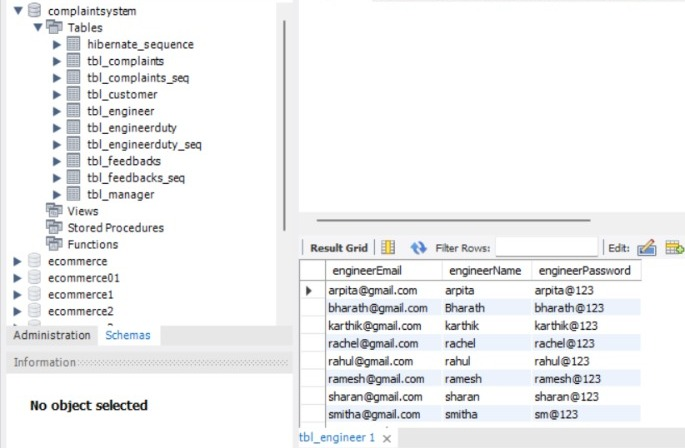 complaintsystem
Tables
hibernate_sequence
tbl_complaints
tbl_complaints_seq
tbl_customer
tbl_engineer
tbl_engineerduty
tbl_engineerduty_seq
tbl_feedbacks
tbl_feedbacks_seq
tbl_manager
Views
Stored Procedures
Functions
ecommerce
ecommerce01
ecommerce1
ecommerce2
Administration Schemas
Information
No object selected
Result Grid Filter Rows: Edit:
engineerEmail engineerName engineerPassword
arpita@gmail.com arpita arpita@123
bharath@gmail.com Bharath bharath@123
karthik@gmail.com karthik karthik@123
rachel@gmail.com rachel rachel@123
rahul@gmail.com rahul rahul@123
ramesh@gmail.com ramesh ramesh@123
sharan@gmail.com sharan sharan@123
smitha@gmail.com smitha sm@123
tbl_engineer 1